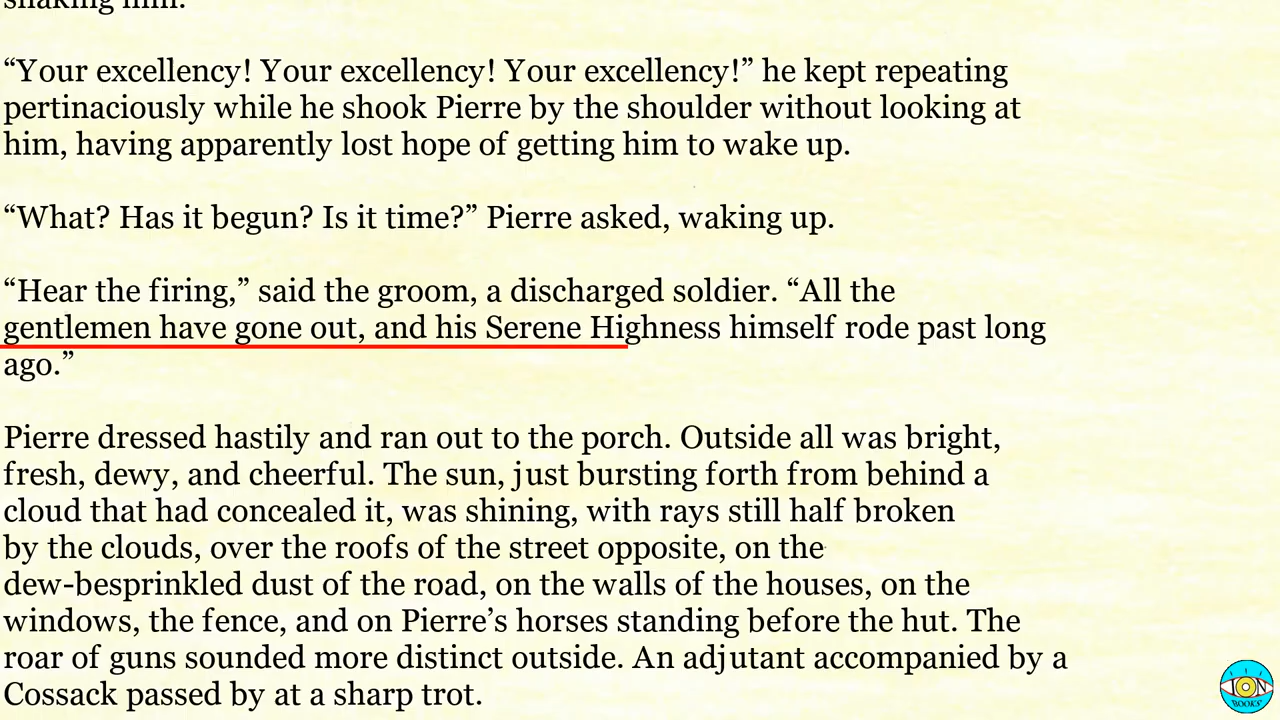 shaking him.
“Your excellency! Your excellency! Your excellency!” he kept repeating
pertinaciously while he shook Pierre by the shoulder without looking at
him, having apparently lost hope of getting him to wake up.
“What? Has it begun? Is it time?” Pierre asked, waking up.
“Hear the firing,” said the groom, a discharged soldier. “All the
gentlemen have gone out, and his Serene Highness himself rode past long
ago.”
Pierre dressed hastily and ran out to the porch. Outside all was bright,
fresh, dewy, and cheerful. The sun, just bursting forth from behind a
cloud that had concealed it, was shining, with rays still half broken
by the clouds, over the roofs of the street opposite, on the
dew-besprinkled dust of the road, on the walls of the houses, on the
windows, the fence, and on Pierre’s horses standing before the hut. The
roar of guns sounded more distinct outside. An adjutant accompanied by a
Cossack passed by at a sharp trot.
ION
BOOKS